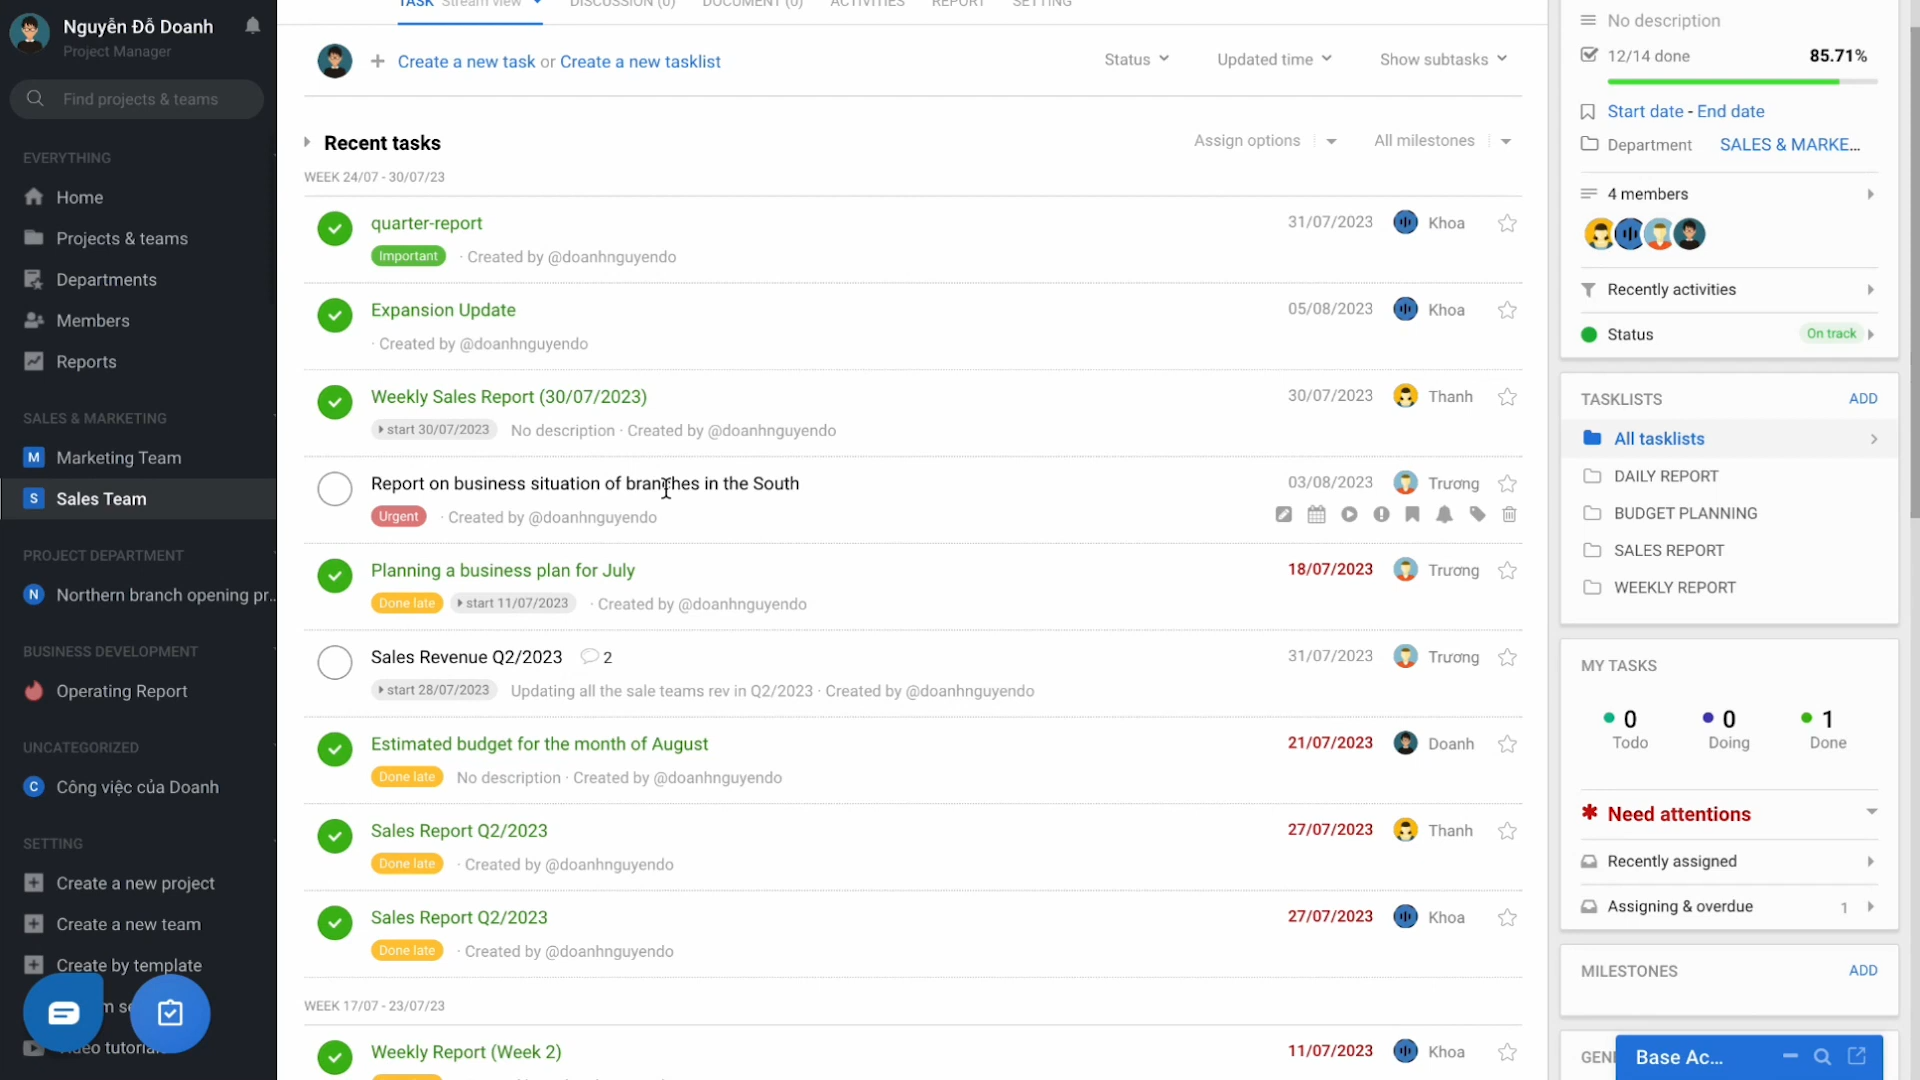 Nguyễn Đỗ Doanh
Project Manager
Find projects & teams
EVERYTHING
Home
Projects & teams
Departments
Members
Reports
SALES & MARKETING
M Marketing Team
S Sales Team
PROJECT DEPARTMENT
N Northern branch opening pr...
BUSINESS DEVELOPMENT
Operating Report
UNCATEGORIZED
C Công việc của Doanh
SETTING
Create a new project
Create a new team
Create by template
TASK Stream view DISCUSSION (0) DOCUMENT (0) ACTIVITIES REPORT SETTING
Create a new task or Create a new tasklist Status Updated time Show subtasks
Recent tasks Assign options All milestones
WEEK 24/07 - 30/07/23
quarter-report 31/07/2023 Khoa
Important · Created by @doanhnguyendo
Expansion Update 05/08/2023 Khoa
· Created by @doanhnguyendo
Weekly Sales Report (30/07/2023) 30/07/2023 Thanh
start 30/07/2023 No description · Created by @doanhnguyendo
Report on business situation of branches in the South 03/08/2023 Trương
Urgent · Created by @doanhnguyendo
Planning a business plan for July 18/07/2023 Trương
Done late start 11/07/2023 · Created by @doanhnguyendo
Sales Revenue Q2/2023 2 31/07/2023 Trương
start 28/07/2023 Updating all the sale teams rev in Q2/2023 · Created by @doanhnguyendo
Estimated budget for the month of August 21/07/2023 Doanh
Done late No description · Created by @doanhnguyendo
Sales Report Q2/2023 27/07/2023 Thanh
Done late · Created by @doanhnguyendo
Sales Report Q2/2023 27/07/2023 Khoa
Done late · Created by @doanhnguyendo
WEEK 17/07 - 23/07/23
Weekly Report (Week 2) 11/07/2023 Khoa
No description
12/14 done 85.71%
Start date - End date
Department SALES & MARKE...
4 members
Recently activities
Status On track
TASKLISTS ADD
All tasklists
DAILY REPORT
BUDGET PLANNING
SALES REPORT
WEEKLY REPORT
MY TASKS
0 0 1
Todo Doing Done
Need attentions
Recently assigned
Assigning & overdue 1
MILESTONES ADD
Base Ac...